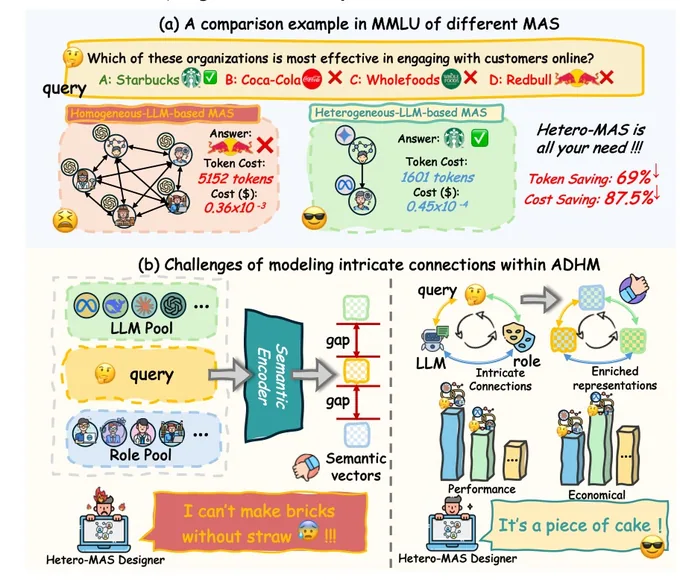 (a) A comparison example in MMLU of different MAS
Which of these organizations is most effective in engaging with customers online?
A: Starbucks B: Coca-Cola C: Wholefoods D: Redbull
query
Homogeneous-LLM-based MAS
Answer:
Token Cost:
5152 tokens
Cost ($):
0.36x10 -3
Heterogeneous-LLM-based MAS
Answer:
Token Cost:
1601 tokens
Cost ($):
0.45x10 -4
Hetero-MAS is
all your need !!!
Token Saving: 69%↓
Cost Saving: 87.5%↓
(b) Challenges of modeling intricate connections within ADHM
LLM Pool
...
query
Role Pool
...
Semantic
Encoder
gap
gap
Semantic
vectors
Hetero-MAS Designer
I can't make bricks
without straw !!!
query
LLM
role
Intricate
Connections
Enriched
representations
...
Performance
...
Economical
Hetero-MAS Designer
It's a piece of cake !